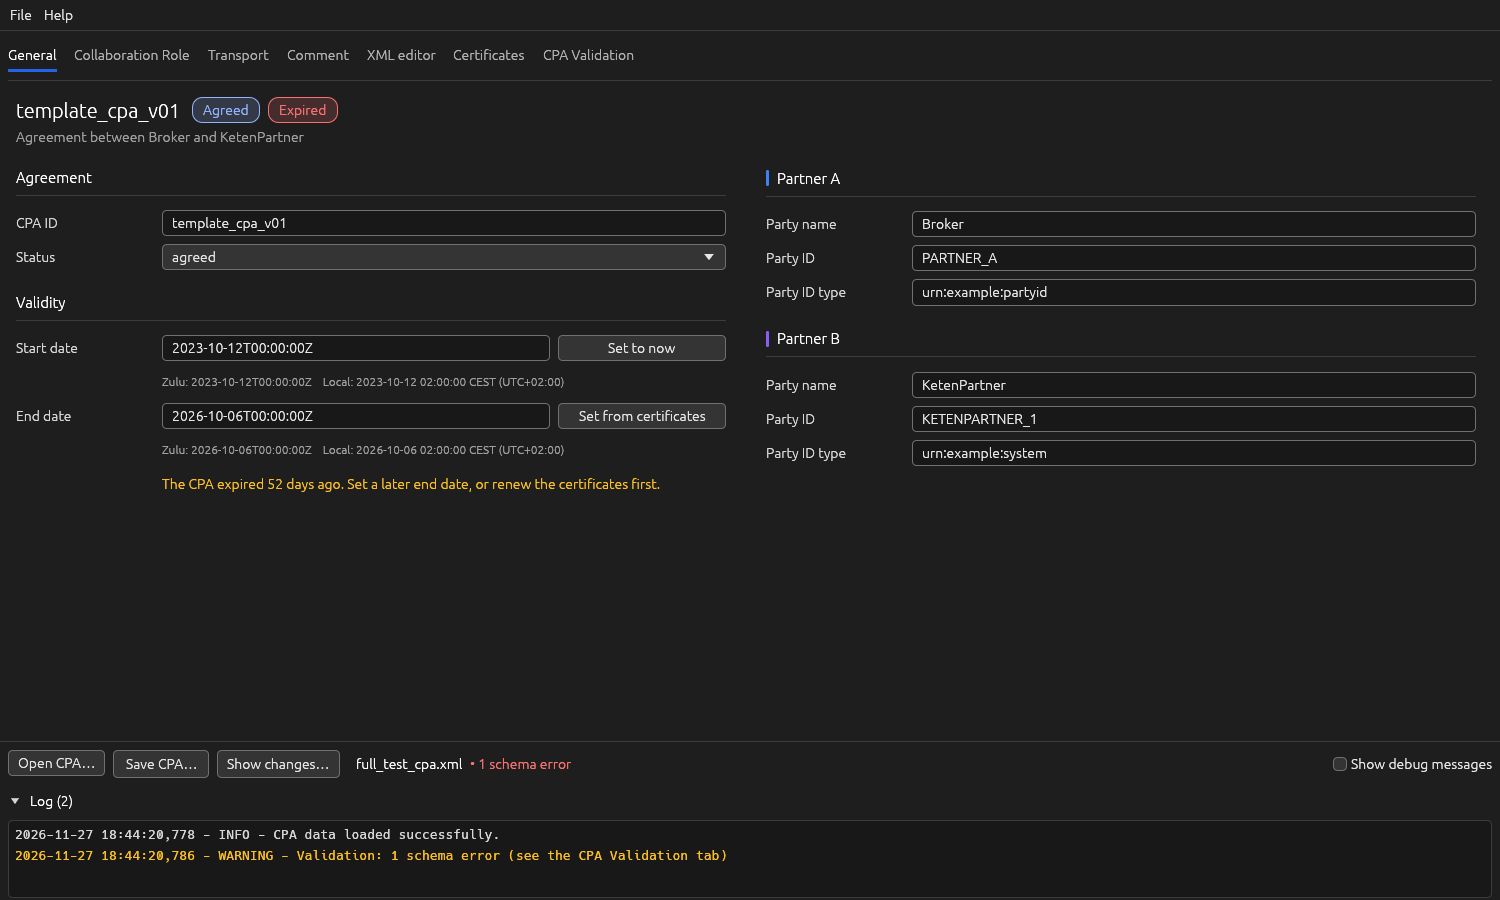 File Help
General Collaboration Role Transport Comment XML editor Certificates CPA Validation
template_cpa_v01 Agreed Expired
Agreement between Broker and KetenPartner
Agreement
CPA ID template_cpa_v01
Status agreed
Validity
Start date 2023-10-12T00:00:00Z Set to now
Zulu: 2023-10-12T00:00:00Z Local: 2023-10-12 02:00:00 CEST (UTC+02:00)
End date 2026-10-06T00:00:00Z Set from certificates
Zulu: 2026-10-06T00:00:00Z Local: 2026-10-06 02:00:00 CEST (UTC+02:00)
The CPA expired 52 days ago. Set a later end date, or renew the certificates first.
Partner A
Party name Broker
Party ID PARTNER_A
Party ID type urn:example:partyid
Partner B
Party name KetenPartner
Party ID KETENPARTNER_1
Party ID type urn:example:system
Open CPA... Save CPA... Show changes... full_test_cpa.xml • 1 schema error Show debug messages
Log (2)
2026-11-27 18:44:20,778 - INFO - CPA data loaded successfully.
2026-11-27 18:44:20,786 - WARNING - Validation: 1 schema error (see the CPA Validation tab)